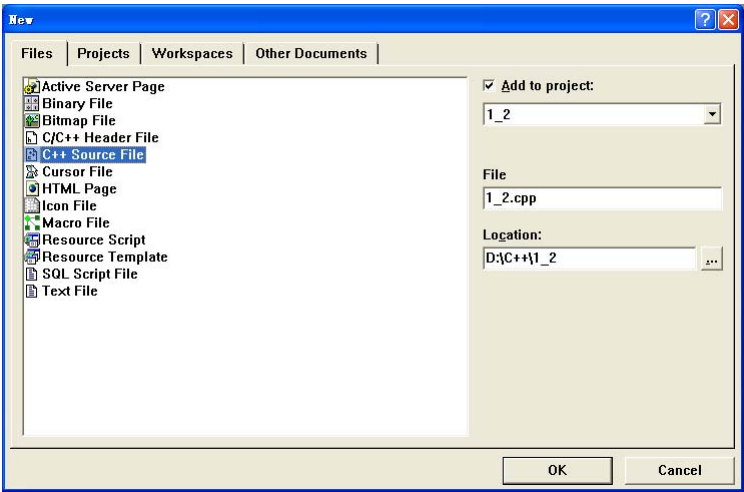 New
Files Projects Workspaces Other Documents
Active Server Page
Binary File
Bitmap File
C/C++ Header File
C++ Source File
Cursor File
HTML Page
Icon File
Macro File
Resource Script
Resource Template
SQL Script File
Text File
Add to project:
1_2
File
1_2.cpp
Location:
D:\C++\1_2
...
OK Cancel